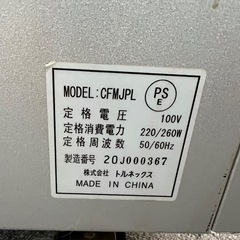 MODEL: CFMJPL
PS
E
定格電圧 100V
定格消費電力 220/260W
定格周波数 50/60Hz
製造番号 20J000367
株式会社 トルネックス
MADE IN CHINA